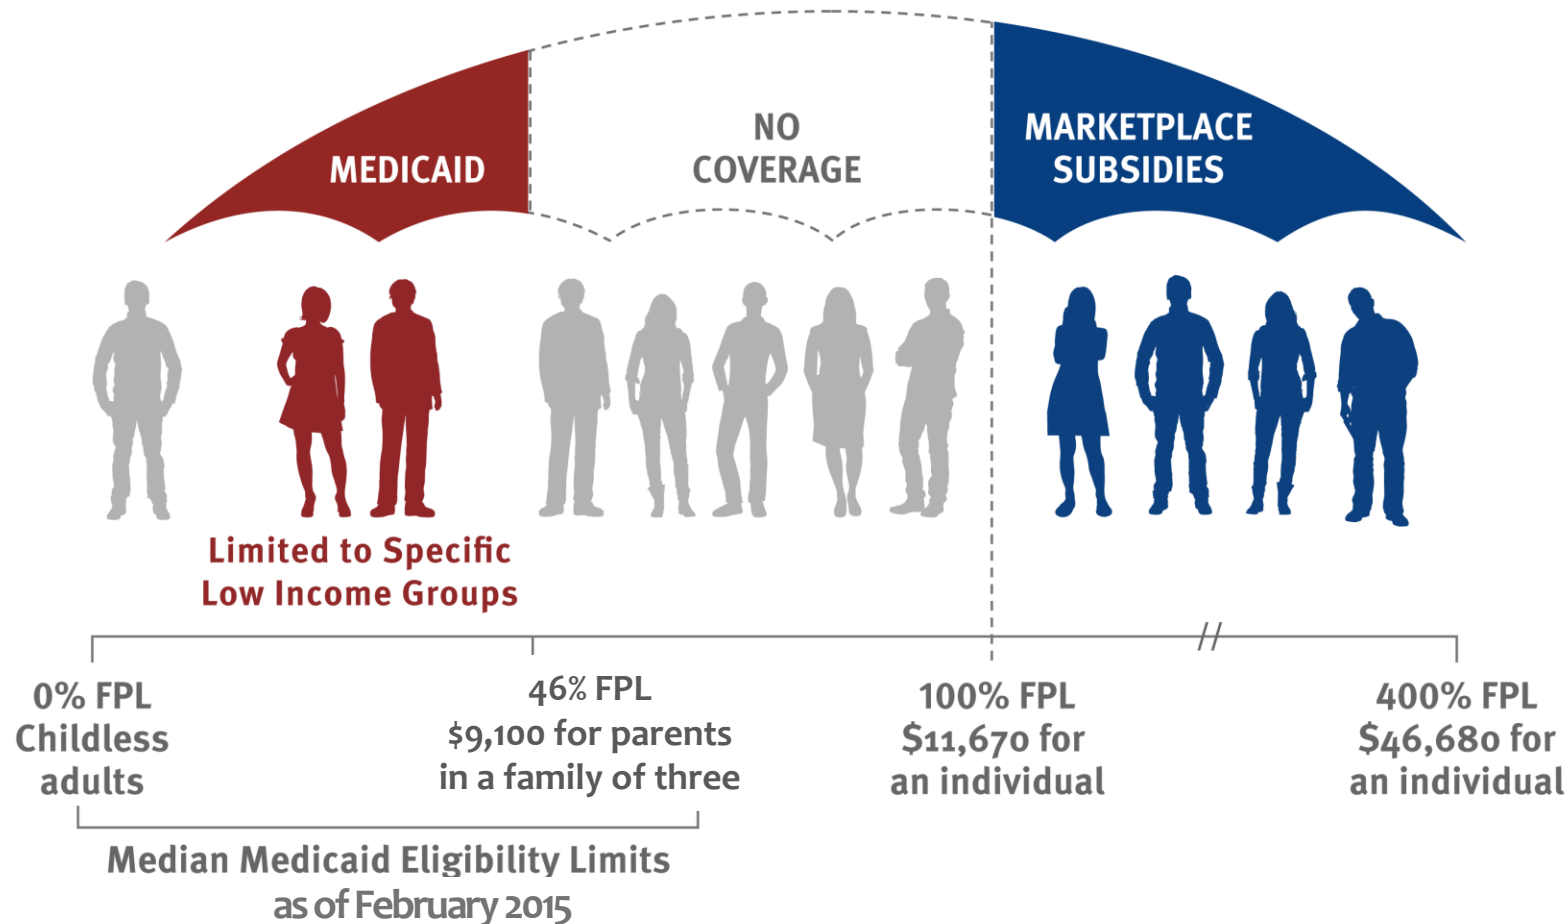 MEDICAID
NO
COVERAGE
MARKETPLACE
SUBSIDIES
Limited to Specific
Low Income Groups
0% FPL
Childless
adults
46% FPL
$9,100 for parents
in a family of three
100% FPL
$11,670 for
an individual
400% FPL
$46,680 for
an individual
Median Medicaid Eligibility Limits
as of February 2015